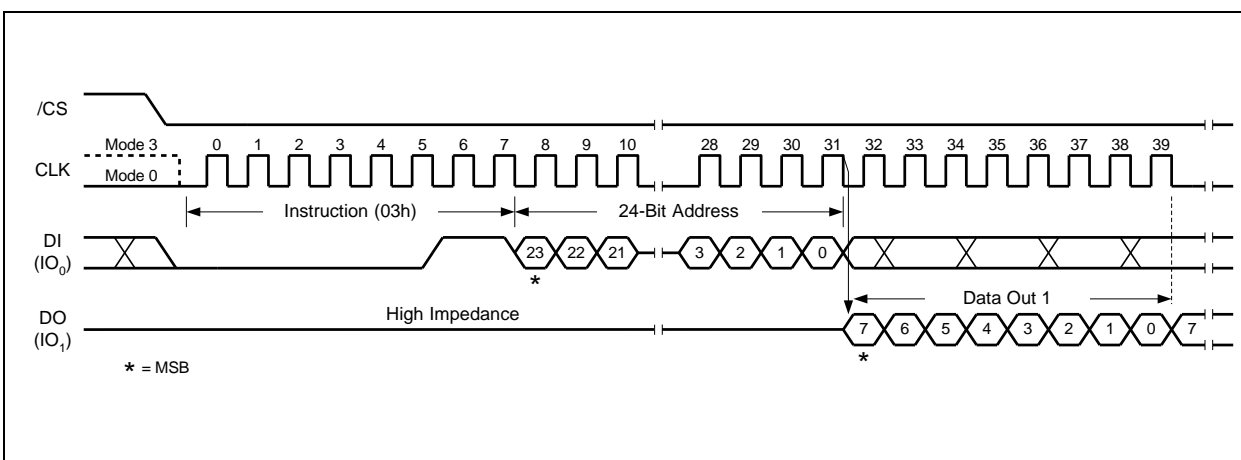 /CS
Mode 3
0 1 2 3 4 5 6 7 8 9 10 28 29 30 31 32 33 34 35 36 37 38 39
CLK
Mode 0
Instruction (03h) 24-Bit Address
DI
(IO0)
23 22 21 3 2 1 0
*
Data Out 1
High Impedance
DO
(IO1)
7 6 5 4 3 2 1 0 7
*
* = MSB